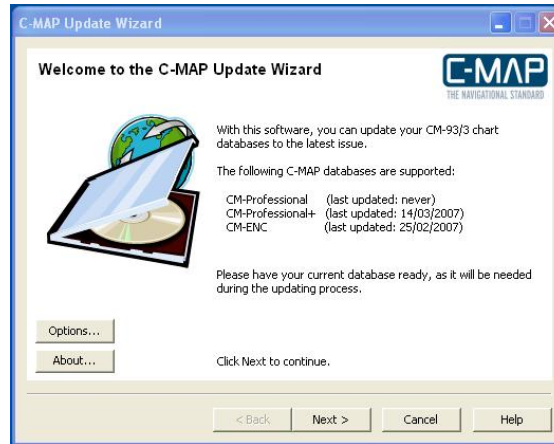 C-MAP Update Wizard
Welcome to the C-MAP Update Wizard
C-MAP
THE NAVIGATIONAL STANDARD
With this software, you can update your CM-93/3 chart
databases to the latest issue.
The following C-MAP databases are supported:
CM-Professional (last updated: never)
CM-Professional+ (last updated: 14/03/2007)
CM-ENC (last updated: 25/02/2007)
Please have your current database ready, as it will be needed
during the updating process.
Options...
About...
Click Next to continue.
< Back
Next >
Cancel
Help